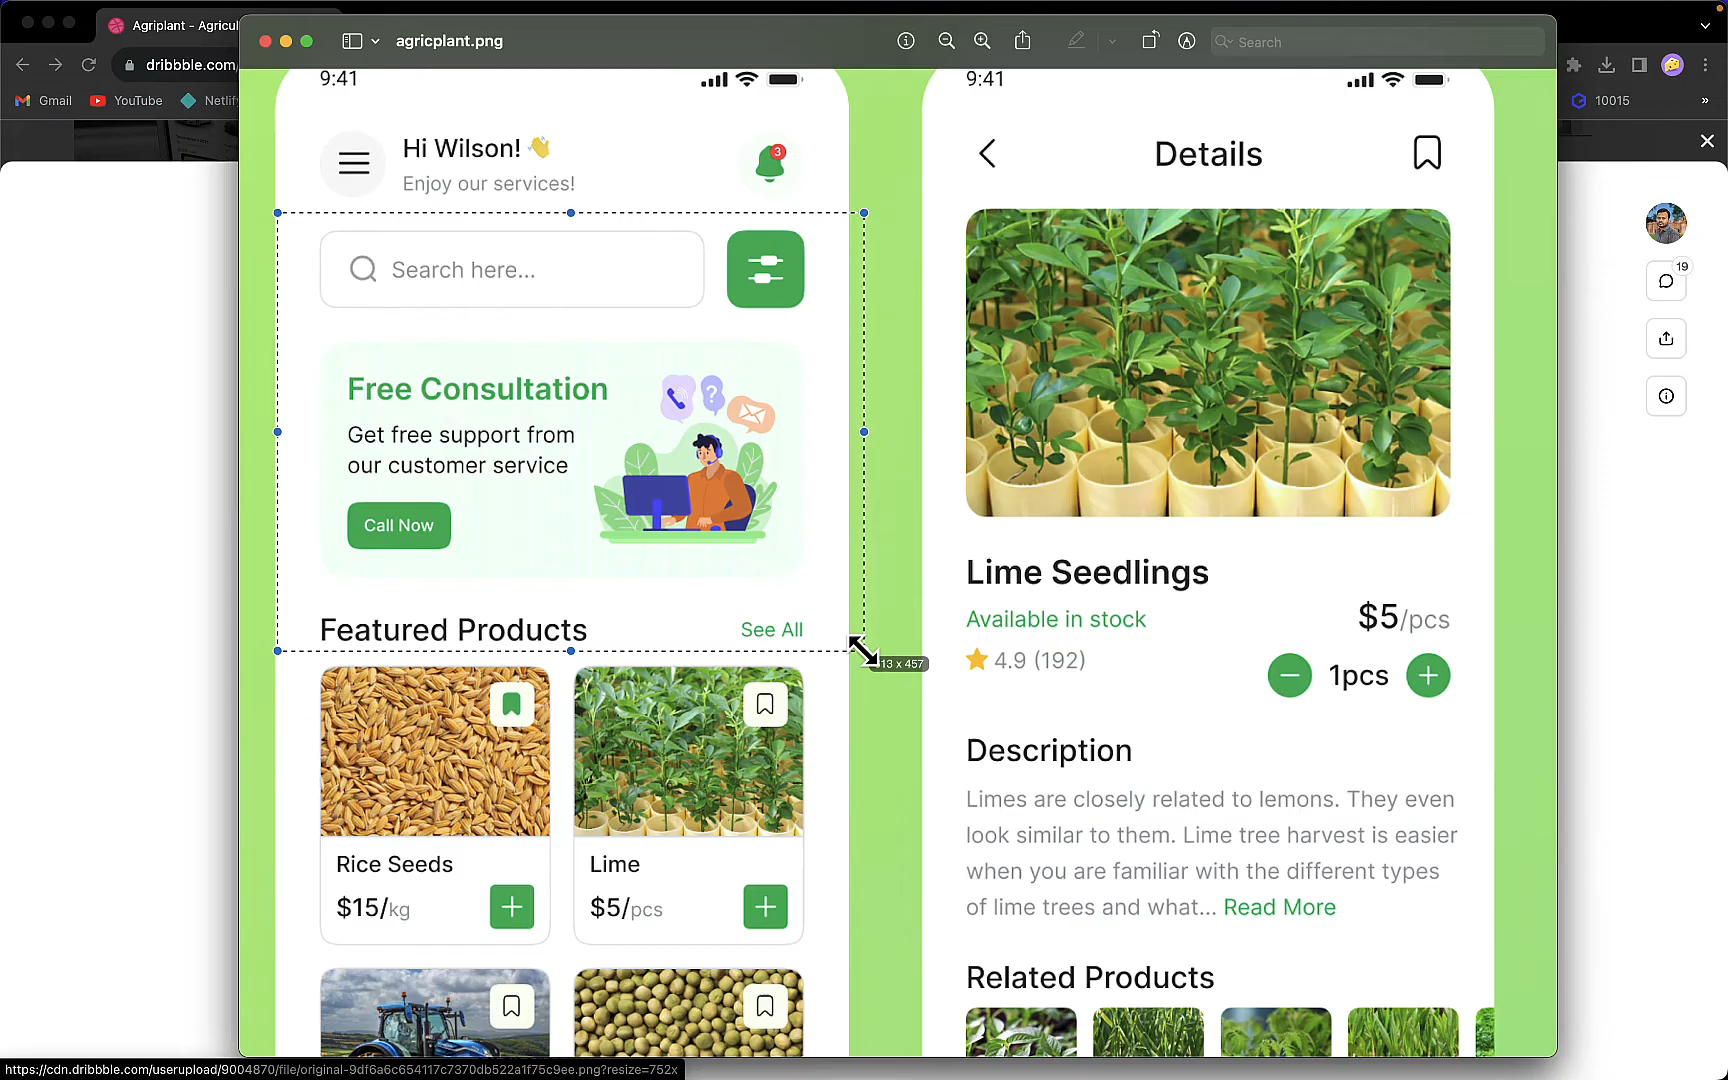 Agriplant - Agricul
agricplant.png
Search
dribbble.com
Gmail
YouTube
Netlify
10015
»
9:41
Hi Wilson! 👋
3
Enjoy our services!
Search here...
Free Consultation
Get free support from
our customer service
Call Now
Featured Products
See All
Rice Seeds
$15/kg
Lime
$5/pcs
9:41
Details
Lime Seedlings
Available in stock
$5/pcs
4.9 (192)
1pcs
Description
Limes are closely related to lemons. They even
look similar to them. Lime tree harvest is easier
when you are familiar with the different types
of lime trees and what... Read More
Related Products
19
https://cdn.dribbble.com/userupload/9004870/file/original-9df6a6c654117c7370db522a1f75c9ee.png?resize=752x